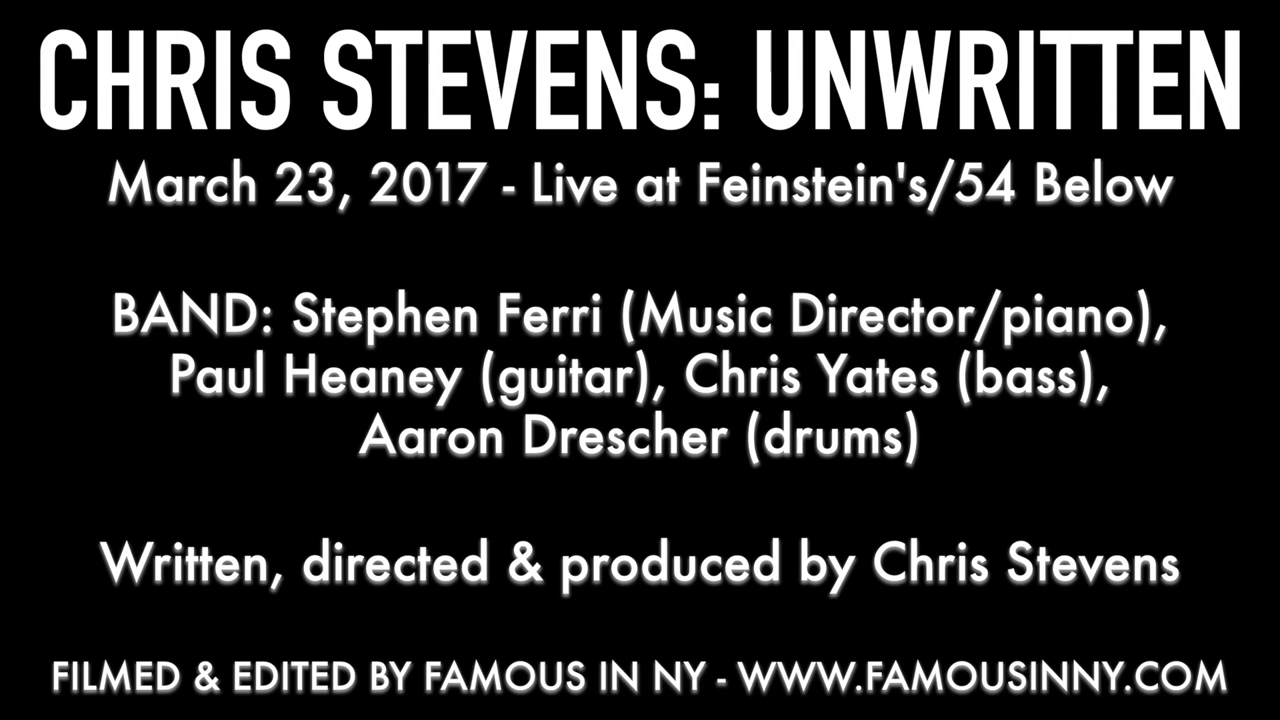 CHRIS STEVENS: UNWRITTEN
March 23, 2017 - Live at Feinstein's/54 Below
BAND: Stephen Ferri (Music Director/piano),
Paul Heaney (guitar), Chris Yates (bass),
Aaron Drescher (drums)
Written, directed & produced by Chris Stevens
FILMED & EDITED BY FAMOUS IN NY - WWW.FAMOUSINNY.COM